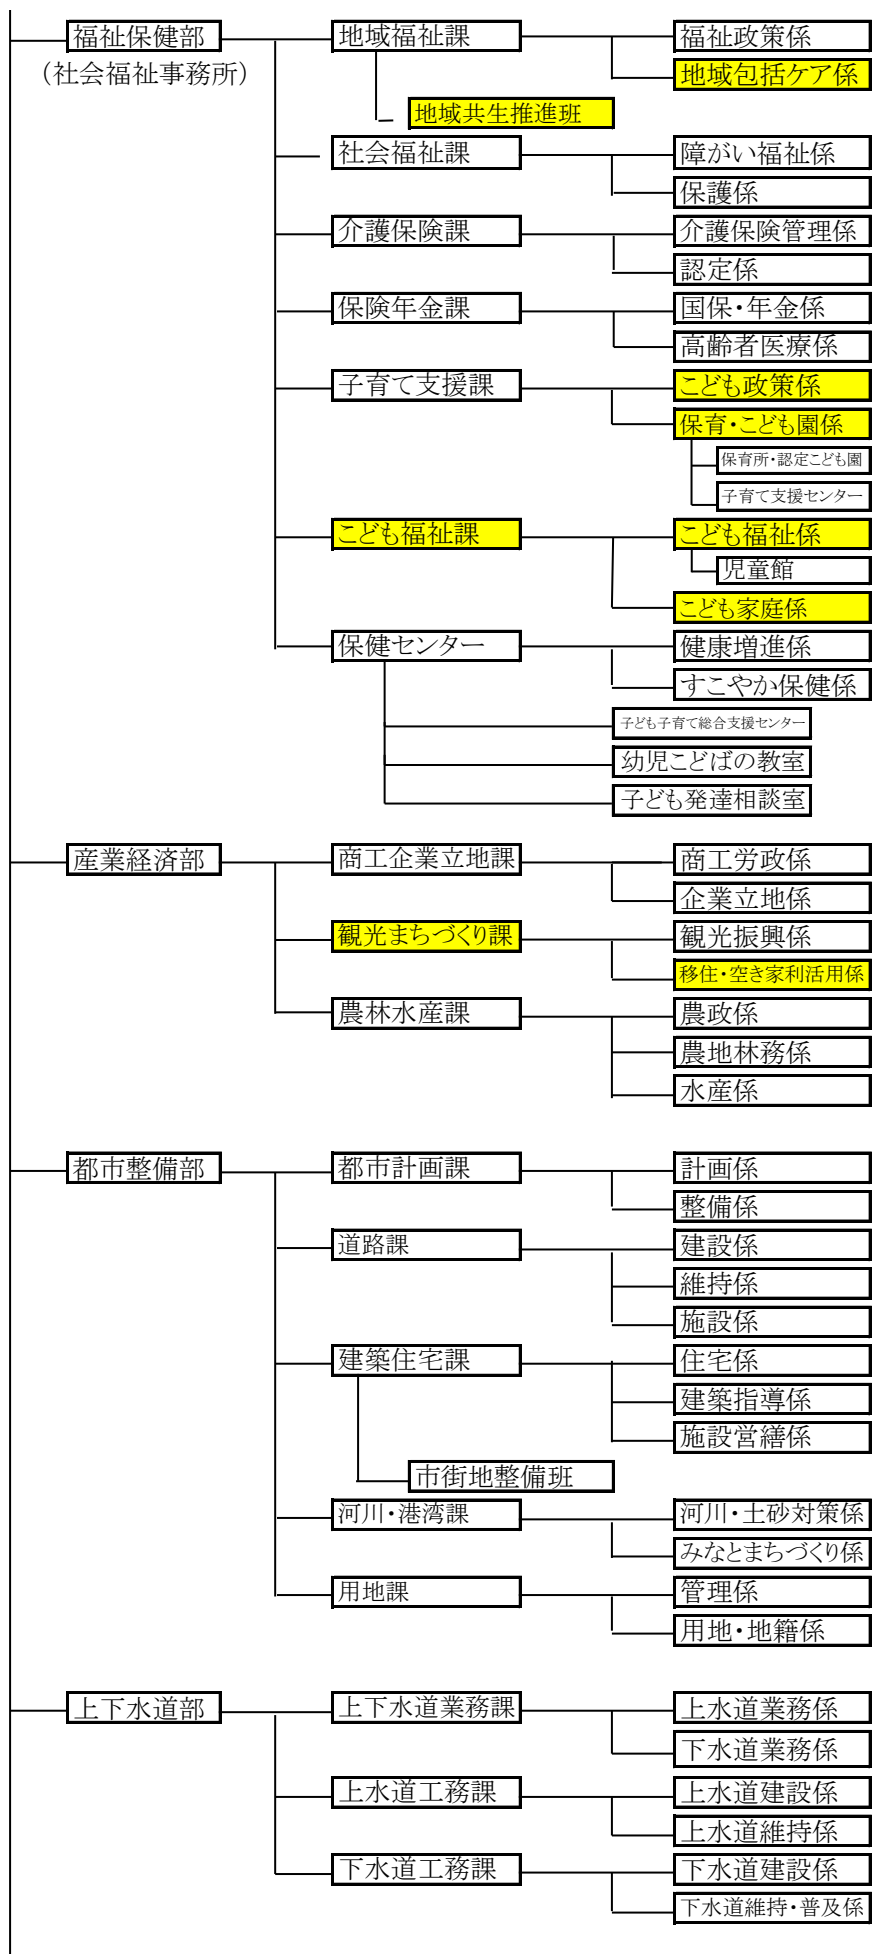 福祉保健部
地域福祉課
福祉政策係
（社会福祉事務所）
地域包括ケア係
地域共生推進班
社会福祉課
障がい福祉係
保護係
介護保険課
介護保険管理係
認定係
保険年金課
国保・年金係
高齢者医療係
子育て支援課
こども政策係
保育・こども園係
保育所・認定こども園
子育て支援センター
こども福祉課
こども福祉係
児童館
こども家庭係
保健センター
健康増進係
すこやか保健係
子ども子育て総合支援センター
幼児こどばの教室
子ども発達相談室
産業経済部
商工企業立地課
商工労政係
企業立地係
観光まちづくり課
観光振興係
移住・空き家利活用係
農林水産課
農政係
農地林務係
水産係
都市整備部
都市計画課
計画係
整備係
道路課
建設係
維持係
施設係
建築住宅課
住宅係
建築指導係
施設営繕係
市街地整備班
河川・港湾課
河川・土砂対策係
みなとまちづくり係
用地課
管理係
用地・地籍係
上下水道部
上下水道業務課
上水道業務係
下水道業務係
上水道工務課
上水道建設係
上水道維持係
下水道工務課
下水道建設係
下水道維持・普及係